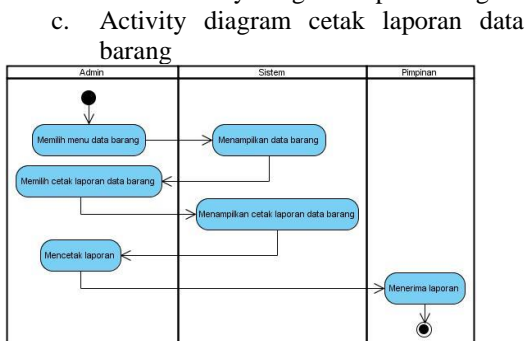 c. Activity diagram cetak laporan data
barang
Admin
Sistem
Pimpinan
Memilih menu data barang
Menampilkan data barang
Memilih cetak laporan data barang
Menampilkan cetak laporan data barang
Mencetak laporan
Menerima laporan